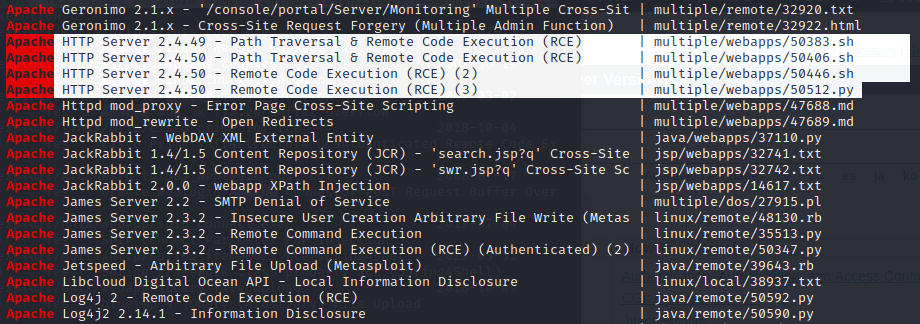 Apache Geronimo 2.1.x - '/console/portal/Server/Monitoring' Multiple Cross-Sit | multiple/remote/32920.txt
Apache Geronimo 2.1.x - Cross-Site Request Forgery (Multiple Admin Function) | multiple/remote/32922.html
Apache HTTP Server 2.4.49 - Path Traversal & Remote Code Execution (RCE) | multiple/webapps/50383.sh
Apache HTTP Server 2.4.50 - Path Traversal & Remote Code Execution (RCE) | multiple/webapps/50406.sh
Apache HTTP Server 2.4.50 - Remote Code Execution (RCE) (2) | multiple/webapps/50446.sh
Apache HTTP Server 2.4.50 - Remote Code Execution (RCE) (3) | multiple/webapps/50512.py
Apache Httpd mod_proxy - Error Page Cross-Site Scripting | multiple/webapps/47688.md
Apache Httpd mod_rewrite - Open Redirects | multiple/webapps/47689.md
Apache JackRabbit - WebDAV XML External Entity | java/webapps/37110.py
Apache JackRabbit 1.4/1.5 Content Repository (JCR) - 'search.jsp?q' Cross-Site | jsp/webapps/32741.txt
Apache JackRabbit 1.4/1.5 Content Repository (JCR) - 'swr.jsp?q' Cross-Site Sc | jsp/webapps/32742.txt
Apache JackRabbit 2.0.0 - webapp XPath Injection | jsp/webapps/14617.txt
Apache James Server 2.2 - SMTP Denial of Service | multiple/dos/27915.pl
Apache James Server 2.3.2 - Insecure User Creation Arbitrary File Write (Metas | linux/remote/48130.rb
Apache James Server 2.3.2 - Remote Command Execution | linux/remote/35513.py
Apache James Server 2.3.2 - Remote Command Execution (RCE) (Authenticated) (2) | linux/remote/50347.py
Apache Jetspeed - Arbitrary File Upload (Metasploit) | java/remote/39643.rb
Apache Libcloud Digital Ocean API - Local Information Disclosure | linux/local/38937.txt
Apache Log4j 2 - Remote Code Execution (RCE) | java/remote/50592.py
Apache Log4j2 2.14.1 - Information Disclosure | java/remote/50590.py